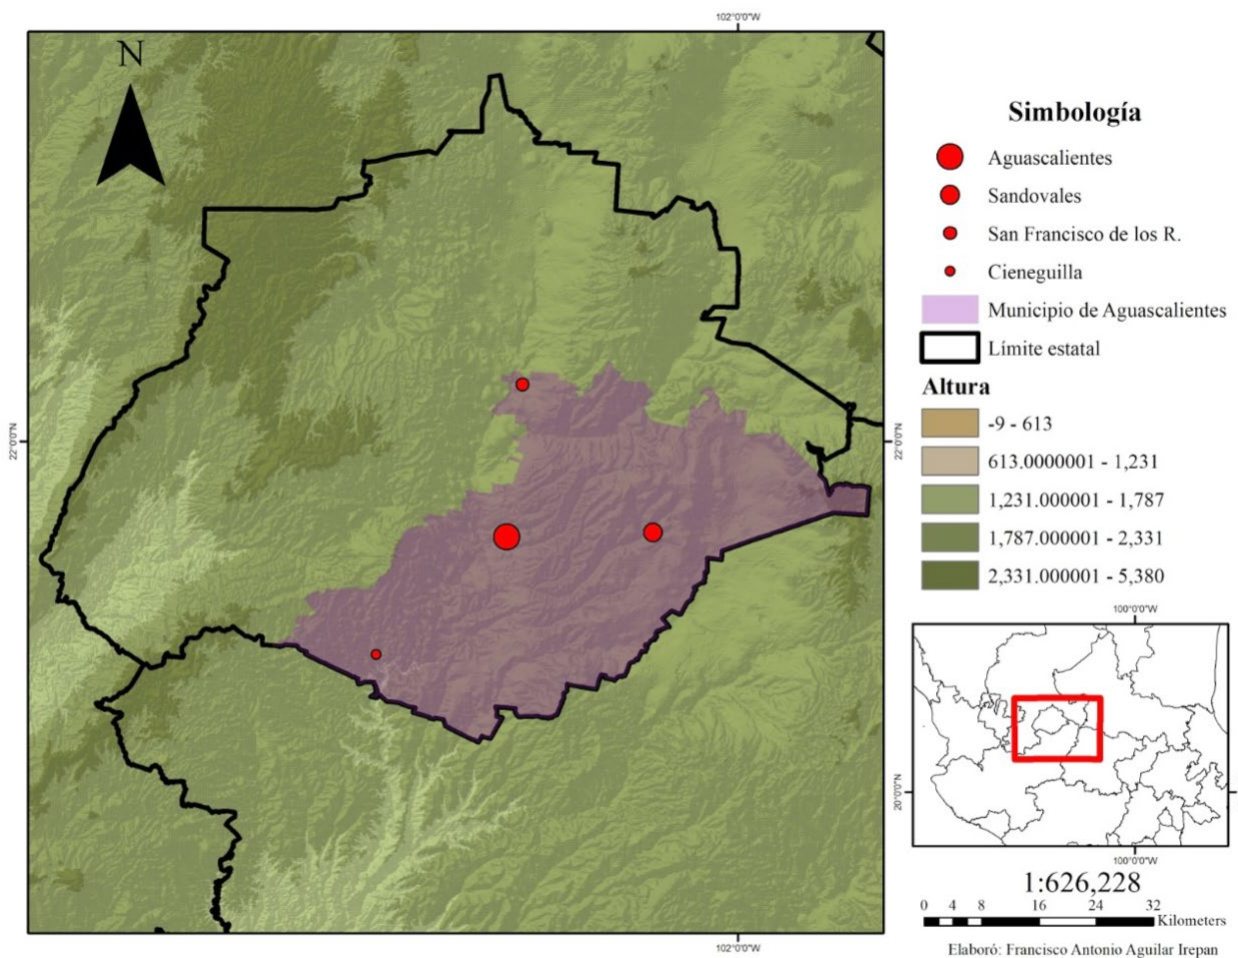 102°0'0"W
N
22°0'0"N
22°0'0"N
102°0'0"W
Simbología
Aguascalientes
Sandovales
San Francisco de los R.
Cieneguilla
Municipio de Aguascalientes
Límite estatal
Altura
-9 - 613
613.0000001 - 1,231
1,231.000001 - 1,787
1,787.000001 - 2,331
2,331.000001 - 5,380
100°0'0"W
20°0'0"N
100°0'0"W
1:626,228
0 4 8 16 24 32
Kilometers
Elaboró: Francisco Antonio Aguilar Irepan